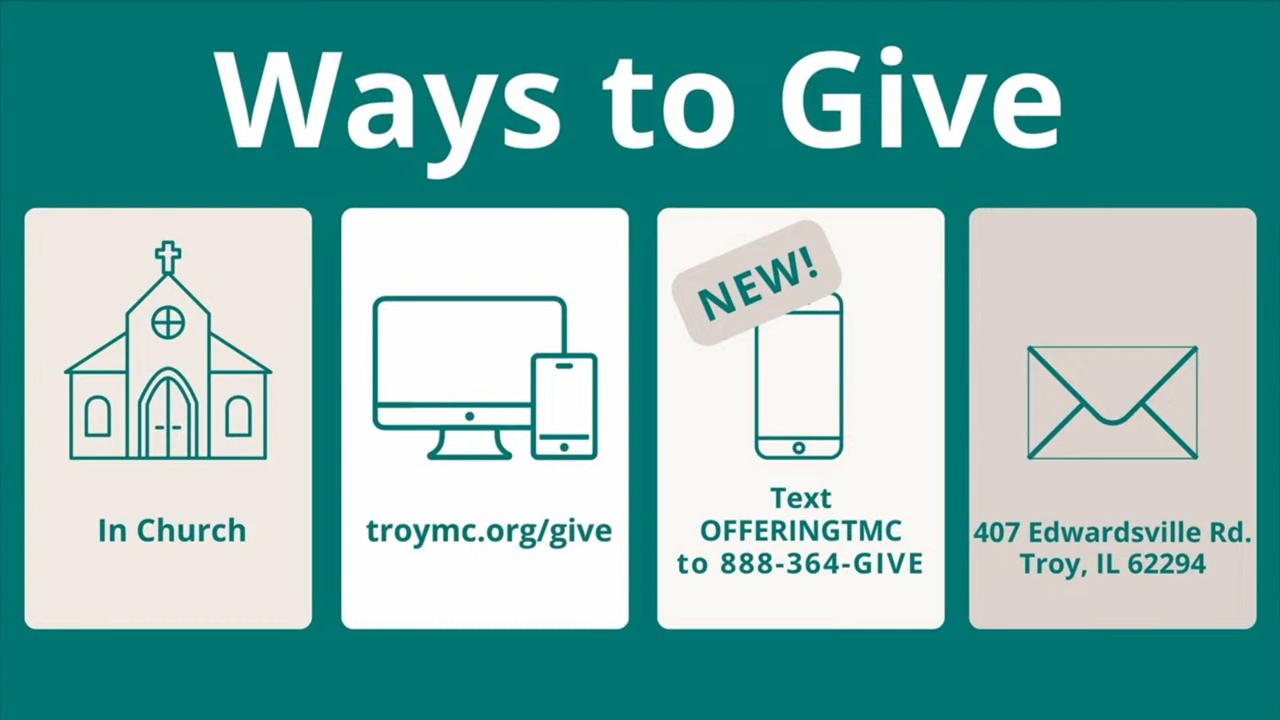 Ways to Give
In Church
troymc.org/give
NEW!
Text
OFFERINGTMC
to 888-364-GIVE
407 Edwardsville Rd.
Troy, IL 62294